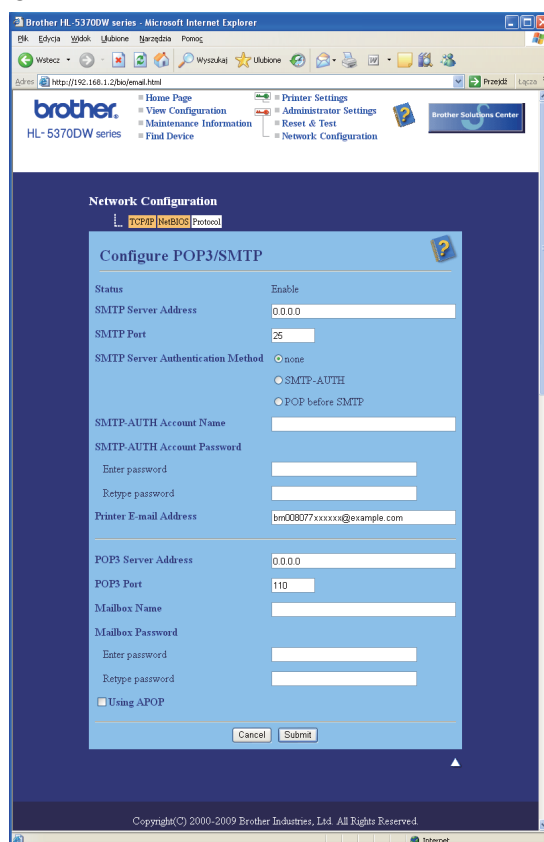 Brother HL-5370DW series - Microsoft Internet Explorer
Plik Edycja Widok Ulubione Narzędzia Pomoc
Wstecz Wyszukaj Ulubione
Adres http://192.168.1.2/bio/email.html Przejdź Łącza
brother.
HL- 5370DW series
Home Page
View Configuration
Maintenance Information
Find Device
Printer Settings
Administrator Settings
Reset & Test
Network Configuration
Brother Solutions Center
Network Configuration
TCP/IP NetBIOS Protocol
Configure POP3/SMTP
Status Enable
SMTP Server Address 0.0.0.0
SMTP Port 25
SMTP Server Authentication Method none
SMTP-AUTH
POP before SMTP
SMTP-AUTH Account Name
SMTP-AUTH Account Password
Enter password
Retype password
Printer E-mail Address brn008077xxxxxx@example.com
POP3 Server Address 0.0.0.0
POP3 Port 110
Mailbox Name
Mailbox Password
Enter password
Retype password
Using APOP
Cancel Submit
Copyright(C) 2000-2009 Brother Industries, Ltd. All Rights Reserved.
Internet